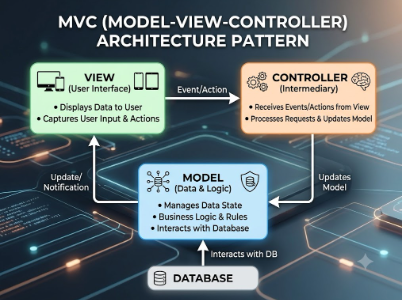 MVC (MODEL-VIEW-CONTROLLER)
ARCHITECTURE PATTERN
VIEW
(User Interface)
• Displays Data to User
• Captures User Input & Actions
Event/Action
CONTROLLER
(Intermediary)
• Receives Events/Actions from View
• Processes Requests & Updates Model
Update/
Notification
MODEL
(Data & Logic)
• Manages Data State
• Business Logic & Rules
• Interacts with Database
Updates
Model
Interacts with DB
DATABASE